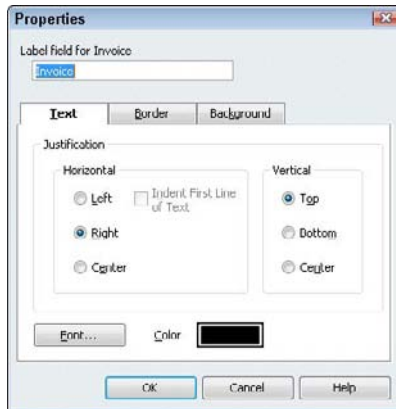 Properties
Label field for Invoice
Invoice
Text Border Background
Justification
Horizontal Vertical
Left Indent First Line of Text Top
Right Bottom
Center Center
Font... Color
OK Cancel Help